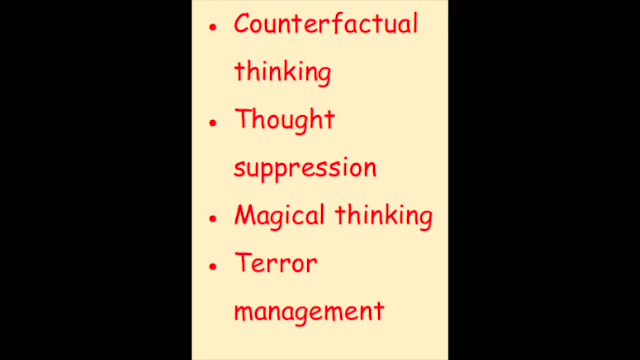 • Counterfactual
thinking
• Thought
suppression
• Magical thinking
• Terror
management